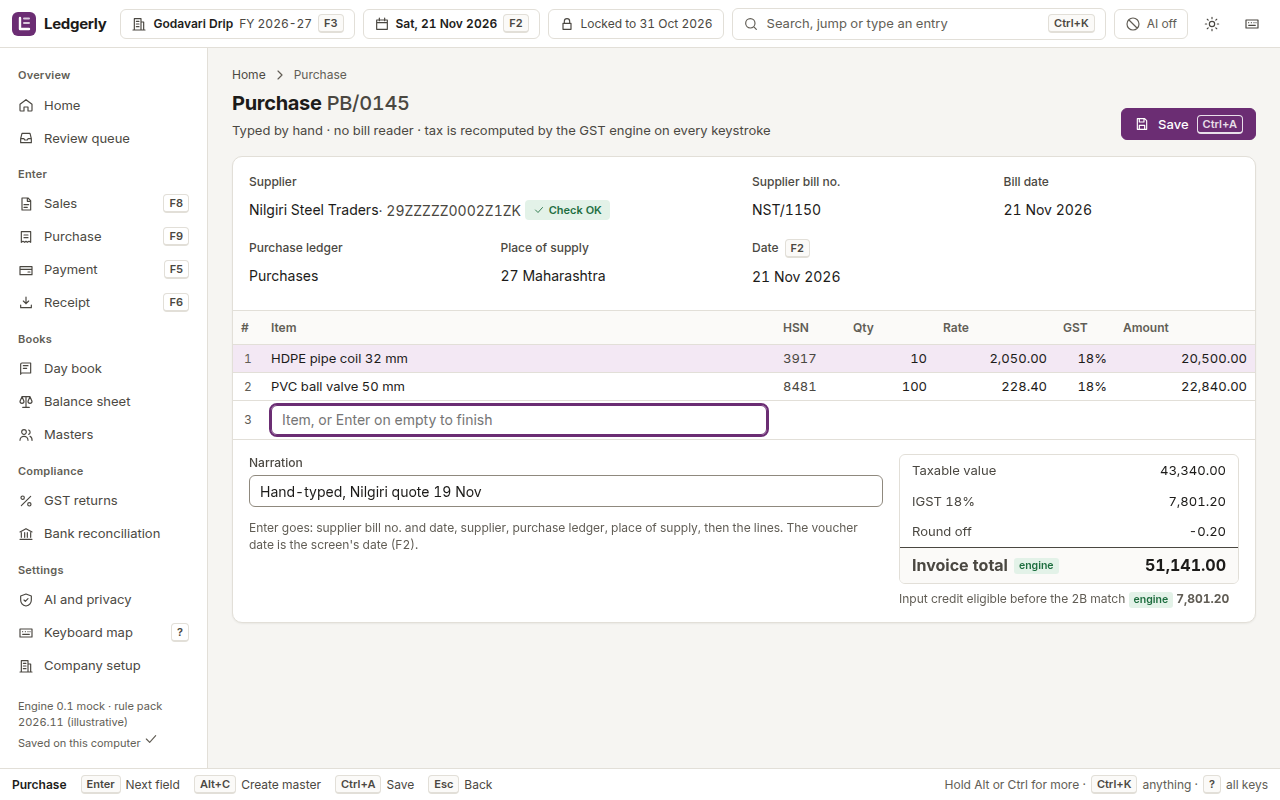 Ledgerly
Godavari Drip FY 2026-27 F3
Sat, 21 Nov 2026 F2
Locked to 31 Oct 2026
Search, jump or type an entry Ctrl+K
AI off
Overview
Home
Review queue
Enter
Sales F8
Purchase F9
Payment F5
Receipt F6
Books
Day book
Balance sheet
Masters
Compliance
GST returns
Bank reconciliation
Settings
AI and privacy
Keyboard map ?
Company setup
Engine 0.1 mock · rule pack
2026.11 (illustrative)
Saved on this computer
Home > Purchase
Purchase PB/0145
Typed by hand · no bill reader · tax is recomputed by the GST engine on every keystroke
Save Ctrl+A
Supplier Supplier bill no. Bill date
Nilgiri Steel Traders· 29ZZZZZ0002Z1ZK Check OK NST/1150 21 Nov 2026
Purchase ledger Place of supply Date F2
Purchases 27 Maharashtra 21 Nov 2026
# Item HSN Qty Rate GST Amount
1 HDPE pipe coil 32 mm 3917 10 2,050.00 18% 20,500.00
2 PVC ball valve 50 mm 8481 100 228.40 18% 22,840.00
3 Item, or Enter on empty to finish
Narration
Hand-typed, Nilgiri quote 19 Nov
Enter goes: supplier bill no. and date, supplier, purchase ledger, place of supply, then the lines. The voucher
date is the screen's date (F2).
Taxable value 43,340.00
IGST 18% 7,801.20
Round off -0.20
Invoice total engine 51,141.00
Input credit eligible before the 2B match engine 7,801.20
Purchase Enter Next field Alt+C Create master Ctrl+A Save Esc Back
Hold Alt or Ctrl for more · Ctrl+K anything · ? all keys